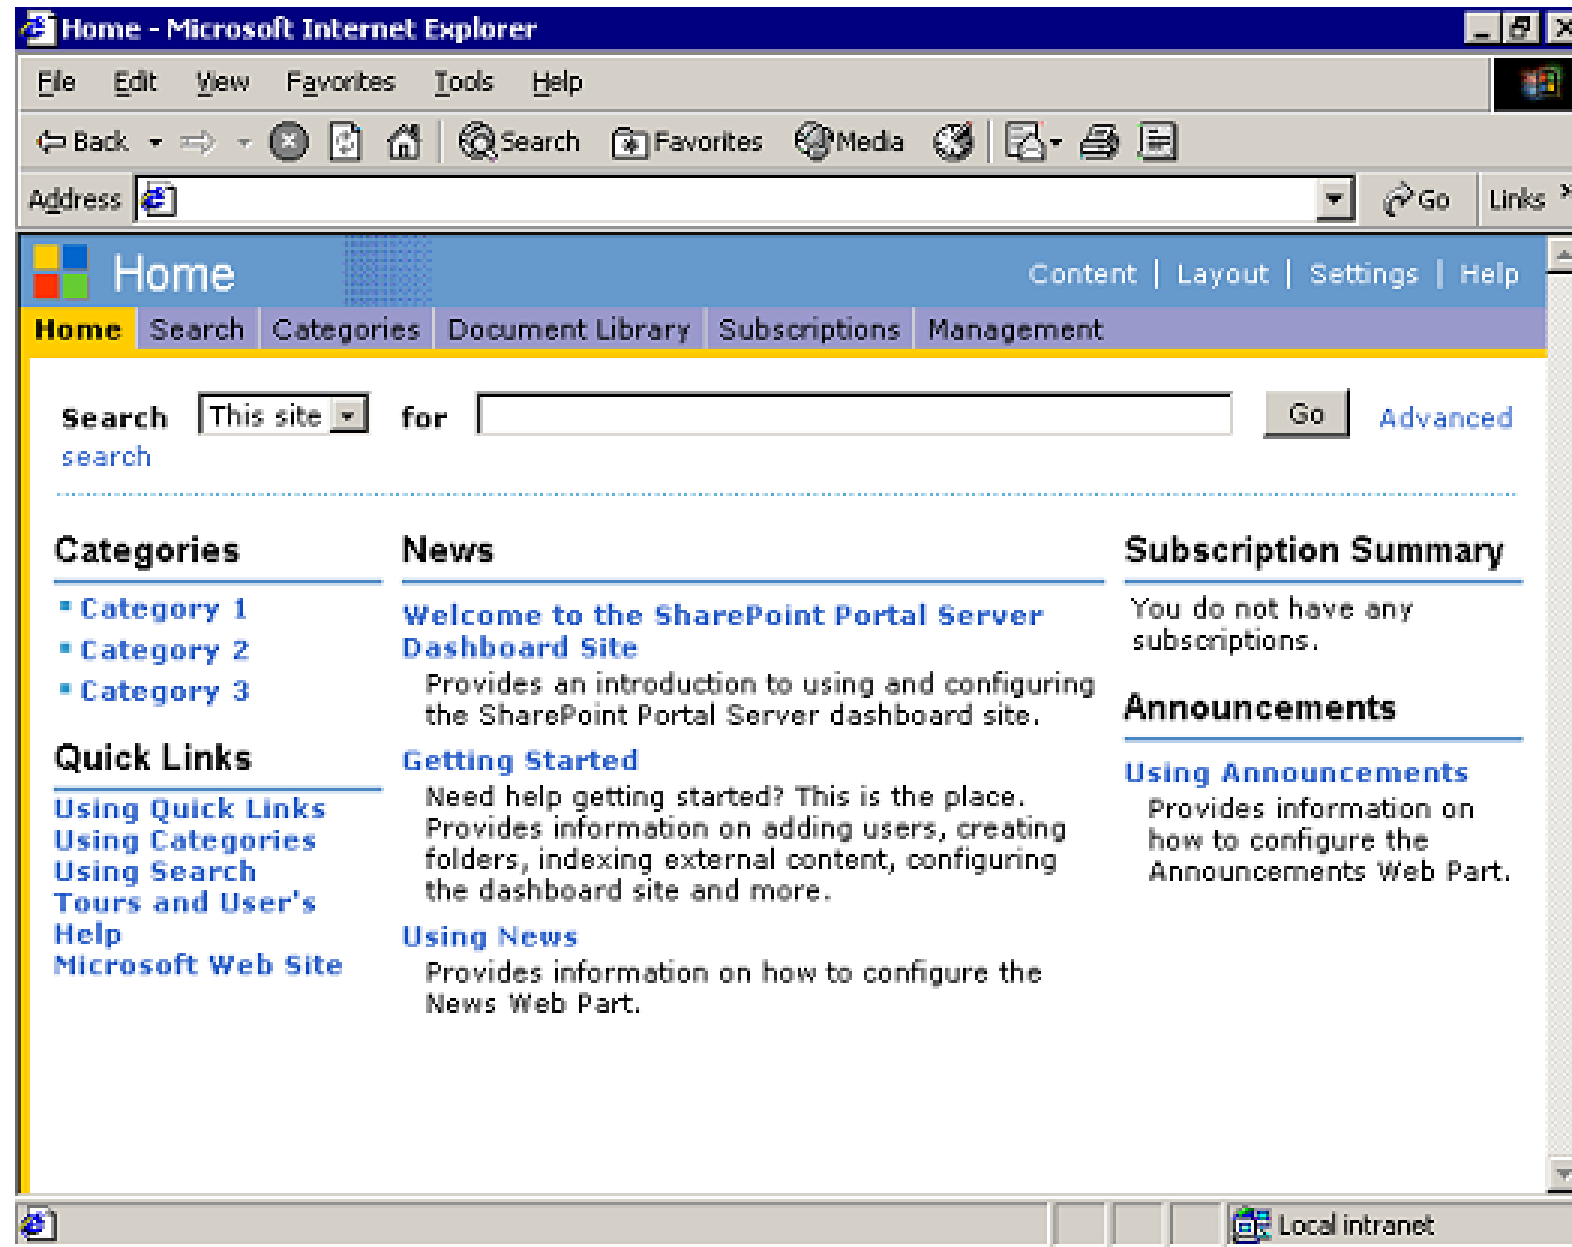 Home - Microsoft Internet Explorer
File Edit View Favorites Tools Help
Back Search Favorites Media
Address Go Links
Home Content | Layout | Settings | Help
Home Search Categories Document Library Subscriptions Management
Search This site for Go Advanced
search
Categories
Category 1
Category 2
Category 3
Quick Links
Using Quick Links
Using Categories
Using Search
Tours and User's
Help
Microsoft Web Site
News
Welcome to the SharePoint Portal Server
Dashboard Site
Provides an introduction to using and configuring
the SharePoint Portal Server dashboard site.
Getting Started
Need help getting started? This is the place.
Provides information on adding users, creating
folders, indexing external content, configuring
the dashboard site and more.
Using News
Provides information on how to configure the
News Web Part.
Subscription Summary
You do not have any
subscriptions.
Announcements
Using Announcements
Provides information on
how to configure the
Announcements Web Part.
Local intranet